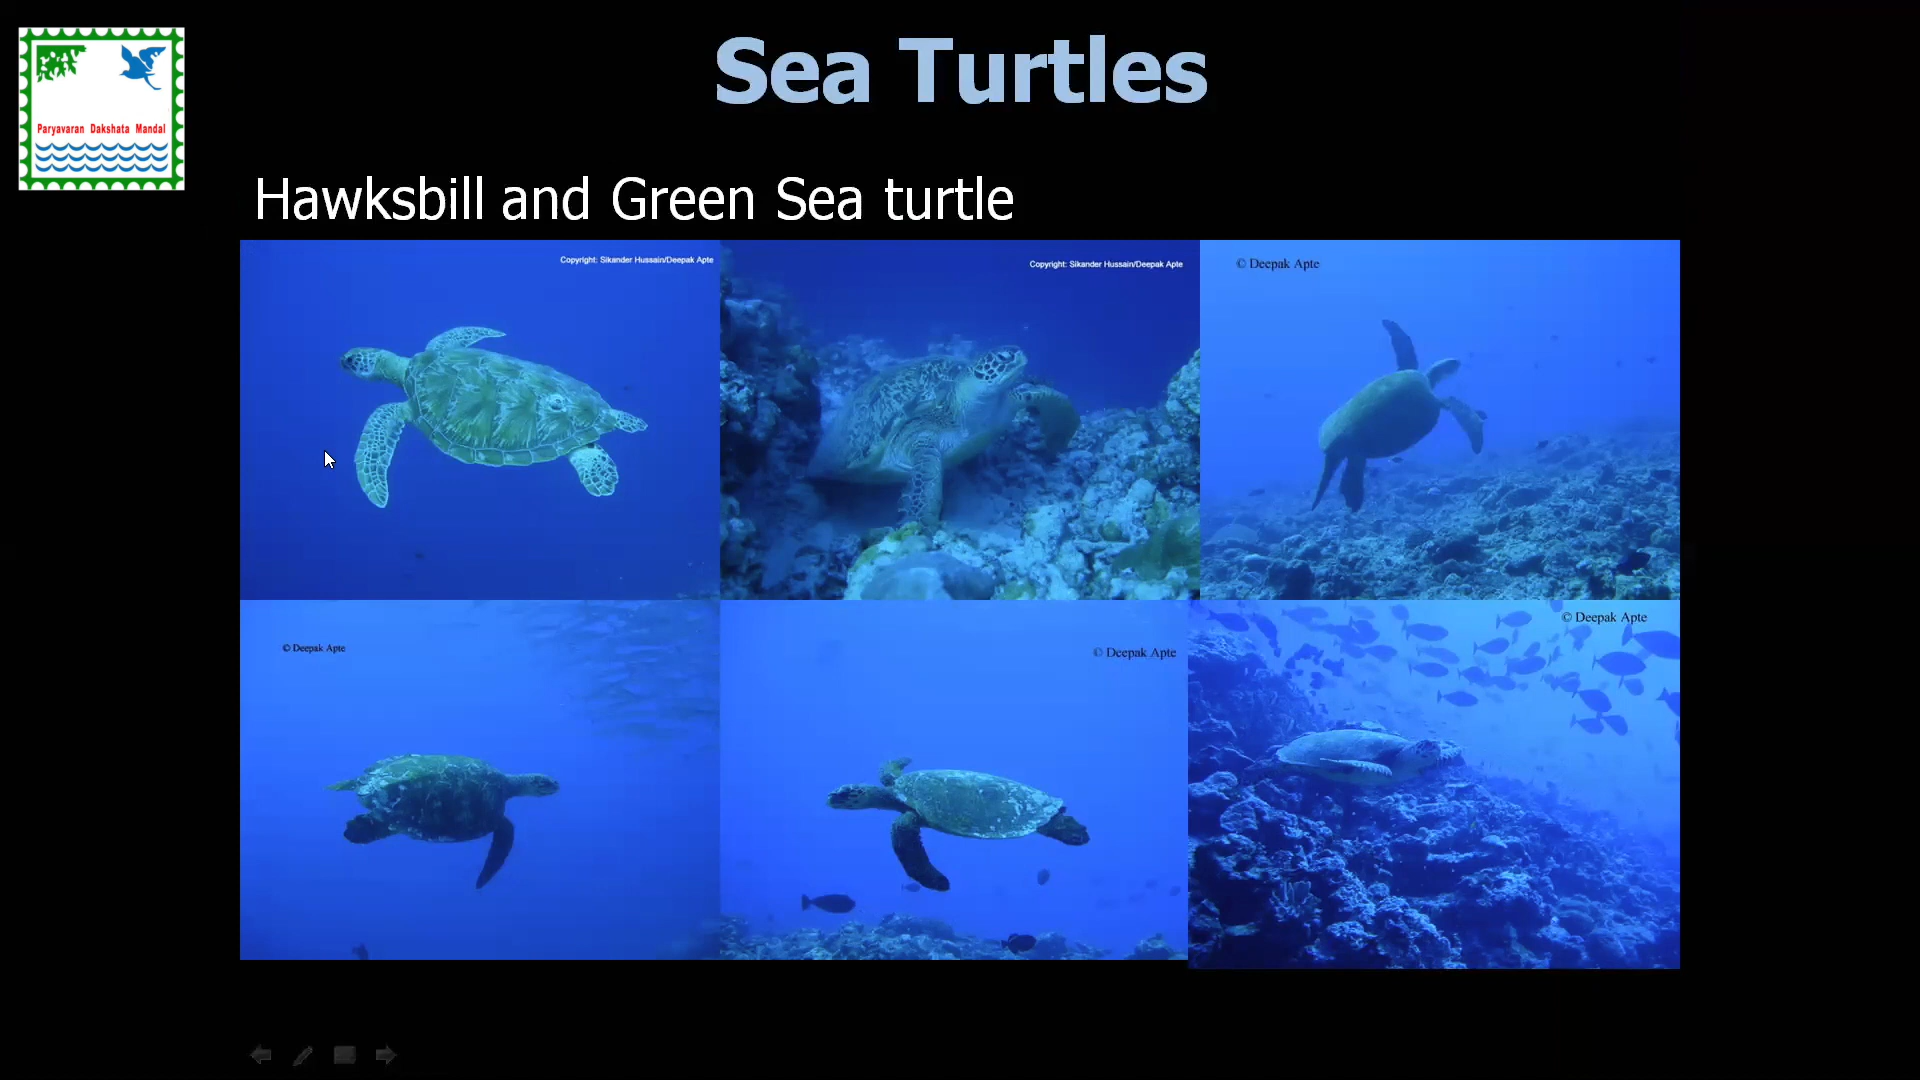 Sea Turtles
Paryavaran Dakshata Mandal
Hawksbill and Green Sea turtle
Copyright: Sikander Hussain/Deepak Apte
Copyright: Sikander Hussain/Deepak Apte
© Deepak Apte
© Deepak Apte
© Deepak Apte
© Deepak Apte